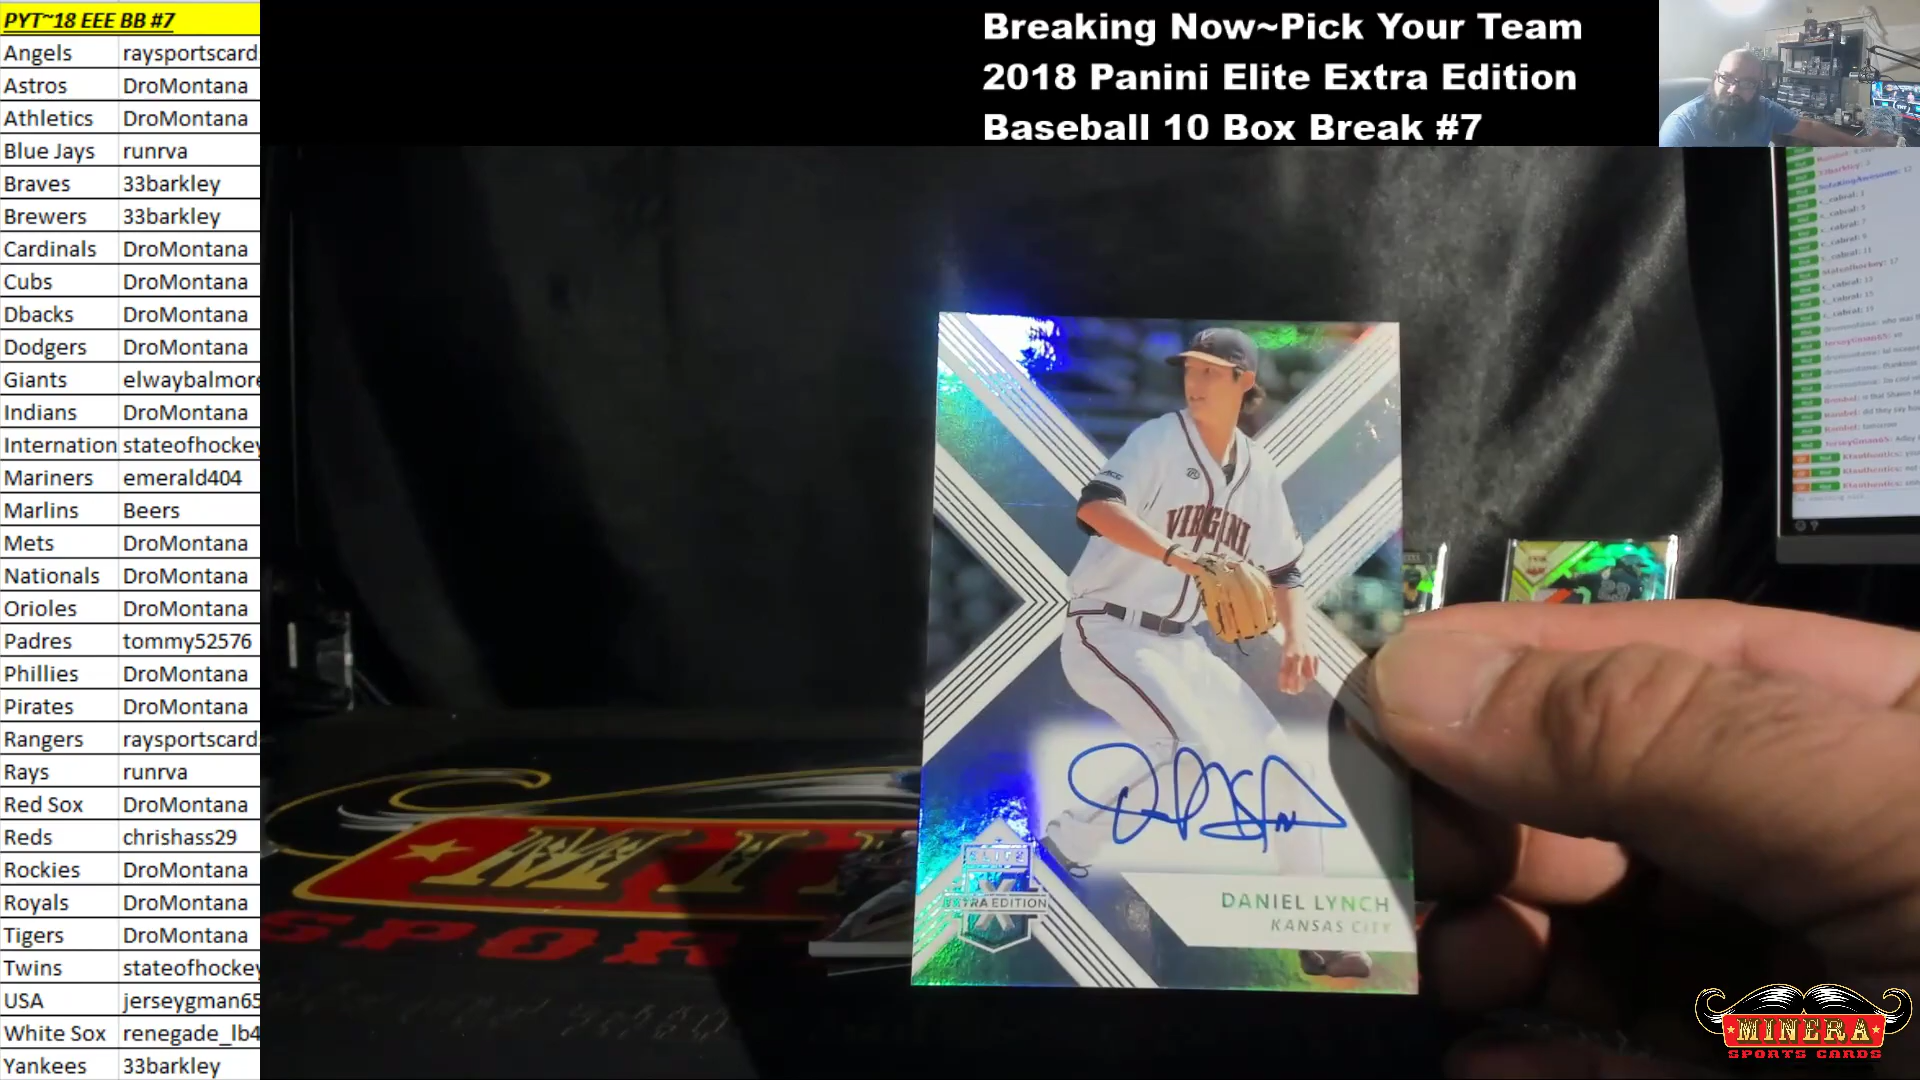 PYT~18 EEE BB #7
Angels raysportscard
Astros DroMontana
Athletics DroMontana
Blue Jays runrva
Braves 33barkley
Brewers 33barkley
Cardinals DroMontana
Cubs DroMontana
Dbacks DroMontana
Dodgers DroMontana
Giants elwaybalmore
Indians DroMontana
Internation stateofhockey
Mariners emerald404
Marlins Beers
Mets DroMontana
Nationals DroMontana
Orioles DroMontana
Padres tommy52576
Phillies DroMontana
Pirates DroMontana
Rangers raysportscard
Rays runrva
Red Sox DroMontana
Reds chrishass29
Rockies DroMontana
Royals DroMontana
Tigers DroMontana
Twins stateofhockey
USA jerseygman65
White Sox renegade_lb4
Yankees 33barkley
Breaking Now~Pick Your Team
2018 Panini Elite Extra Edition
Baseball 10 Box Break #7
VIRGINI
ELITE
EXTRA EDITION
DANIEL LYNCH
KANSAS CITY
MINERA
SPORTS CARDS